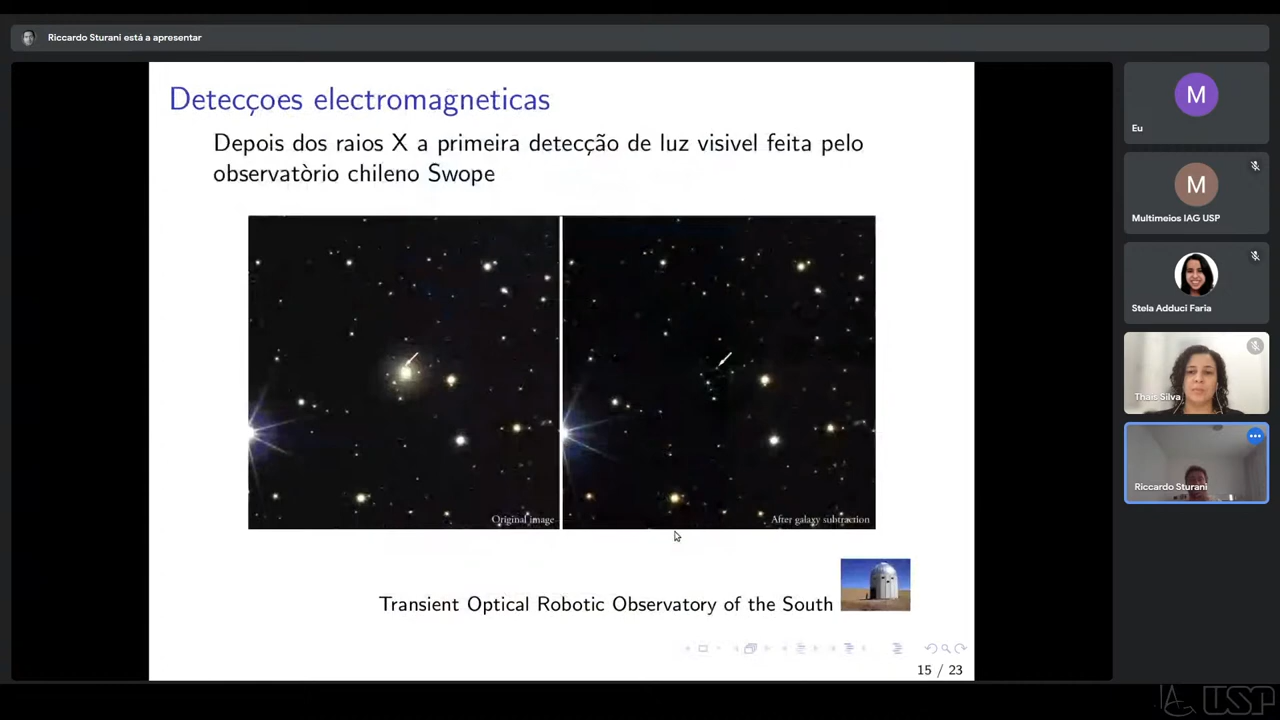 Riccardo Sturani está a apresentar
Detecçoes electromagneticas
Depois dos raios X a primeira detecção de luz visivel feita pelo
observatòrio chileno Swope
Original image
After galaxy subtraction
Transient Optical Robotic Observatory of the South
15 / 23
M
Eu
M
Multimeios IAG USP
Stela Adduci Faria
Thais Silva
Riccardo Sturani
USP